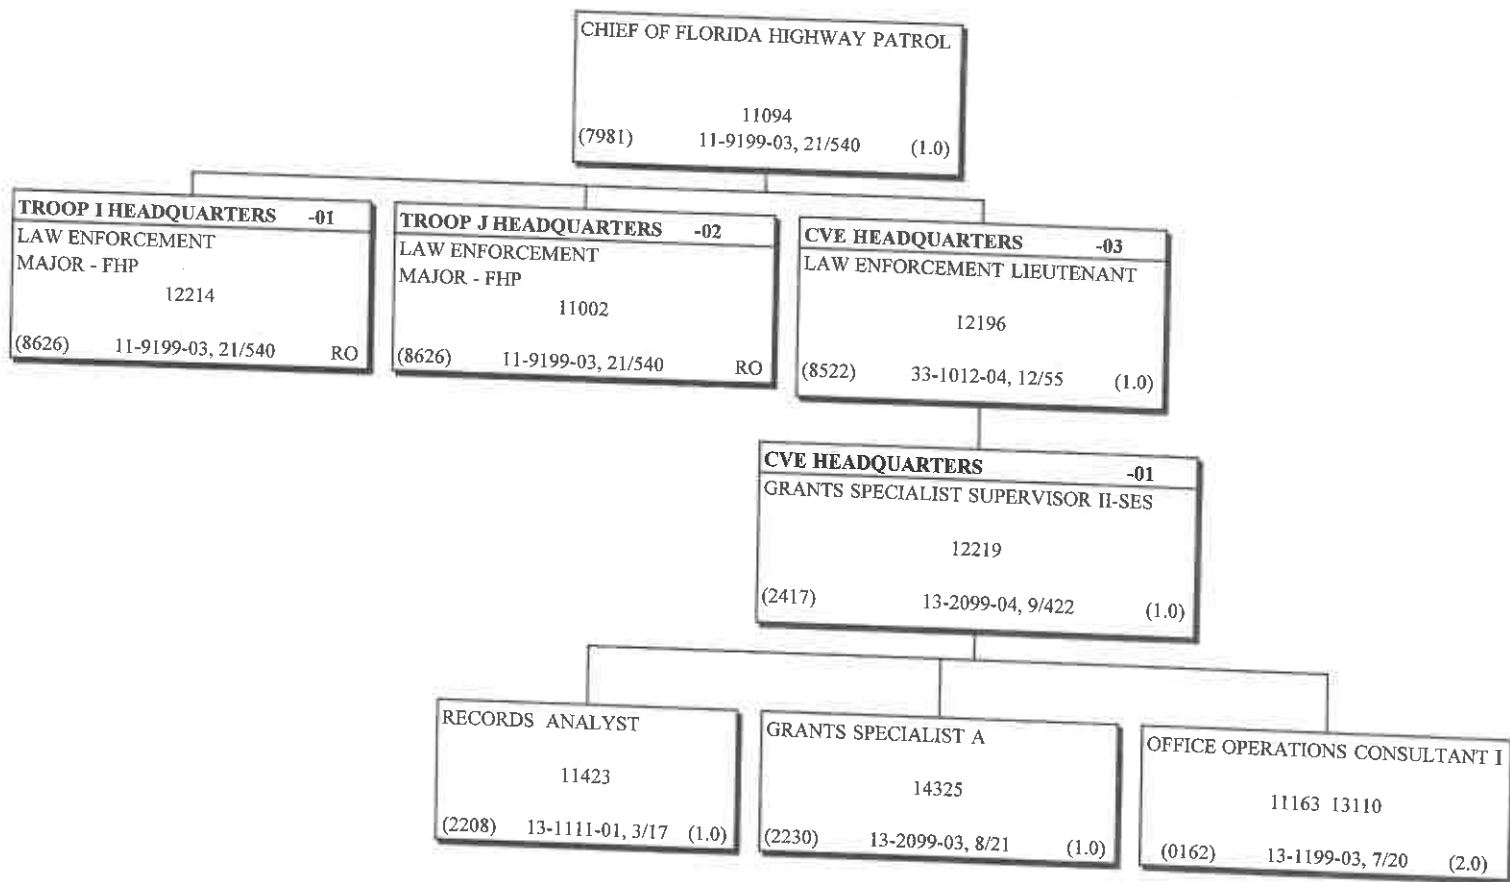 CHIEF OF FLORIDA HIGHWAY PATROL
11094
(7981) 11-9199-03, 21/540 (1.0)
TROOP I HEADQUARTERS -01
LAW ENFORCEMENT
MAJOR - FHP
12214
(8626) 11-9199-03, 21/540 RO
TROOP J HEADQUARTERS -02
LAW ENFORCEMENT
MAJOR - FHP
11002
(8626) 11-9199-03, 21/540 RO
CVE HEADQUARTERS -03
LAW ENFORCEMENT LIEUTENANT
12196
(8522) 33-1012-04, 12/55 (1.0)
CVE HEADQUARTERS -01
GRANTS SPECIALIST SUPERVISOR II-SES
12219
(2417) 13-2099-04, 9/422 (1.0)
RECORDS ANALYST
11423
(2208) 13-1111-01, 3/17 (1.0)
GRANTS SPECIALIST A
14325
(2230) 13-2099-03, 8/21 (1.0)
OFFICE OPERATIONS CONSULTANT I
11163 13110
(0162) 13-1199-03, 7/20 (2.0)